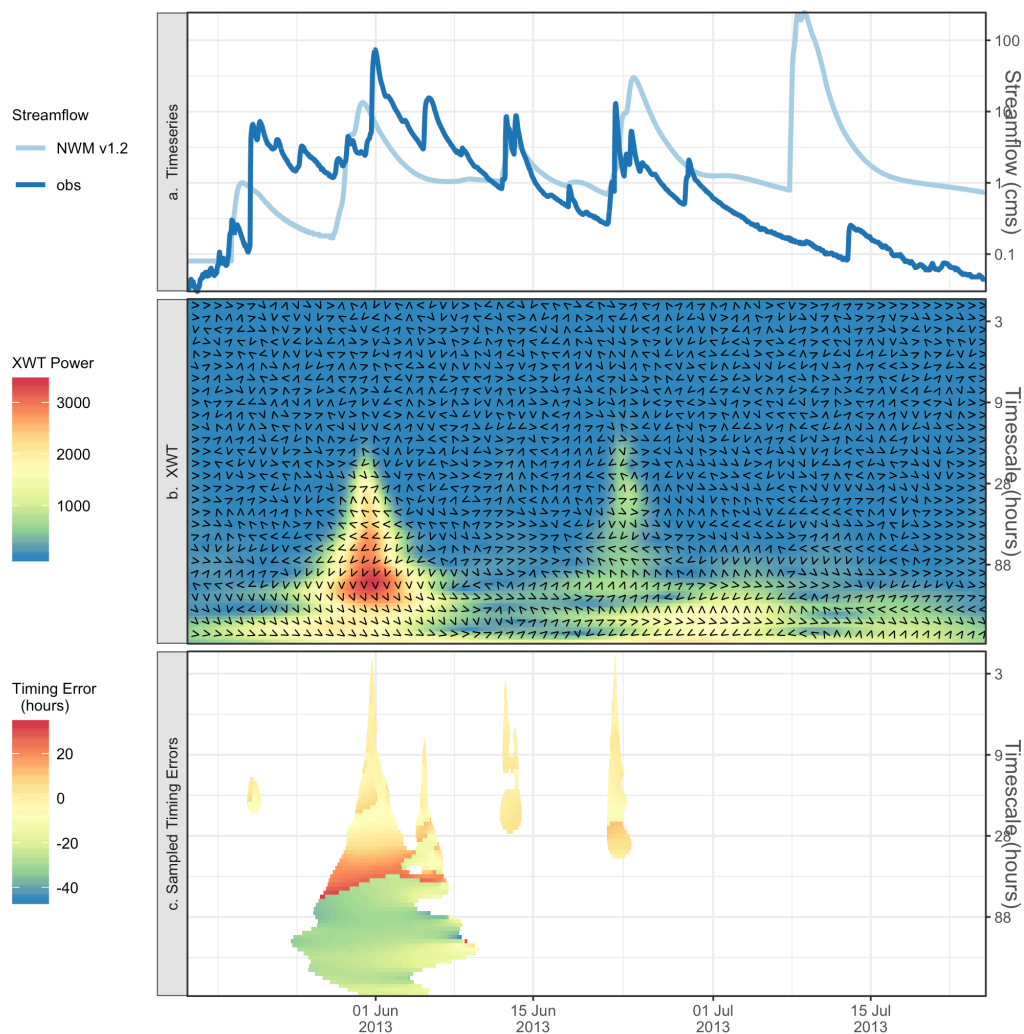 Streamflow
NWM v1.2
obs
a. Timeseries
100
10
1
0.1
Streamflow (cms)
XWT Power
3000
2000
1000
b. XWT
3
9
28
88
Timescale (hours)
Timing Error
(hours)
20
0
-20
-40
c. Sampled Timing Errors
3
9
28
88
Timescale (hours)
01 Jun
2013
15 Jun
2013
01 Jul
2013
15 Jul
2013